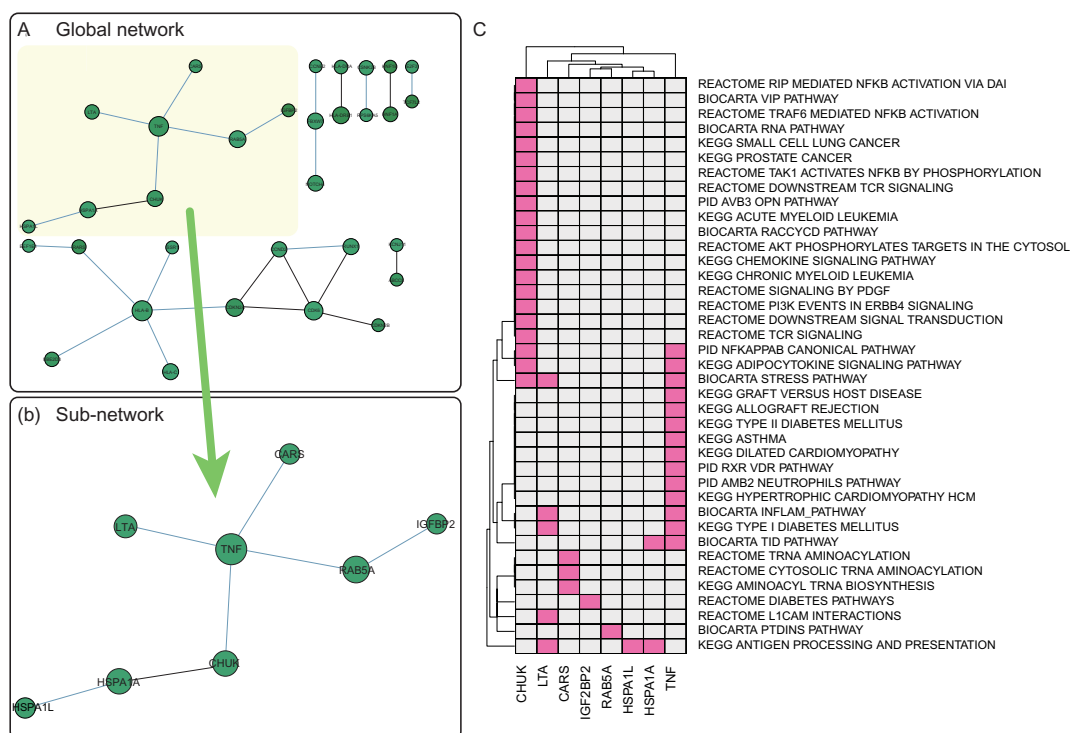 A Global network
LTA
TNF
HLA-B
HLA-C
(b) Sub-network
CARS
LTA
IGFBP2
TNF
RAB5A
CHUK
HSPA1A
HSPA1L
C
REACTOME RIP MEDIATED NFKB ACTIVATION VIA DAI
BIOCARTA VIP PATHWAY
REACTOME TRAF6 MEDIATED NFKB ACTIVATION
BIOCARTA RNA PATHWAY
KEGG SMALL CELL LUNG CANCER
KEGG PROSTATE CANCER
REACTOME TAK1 ACTIVATES NFKB BY PHOSPHORYLATION
REACTOME DOWNSTREAM TCR SIGNALING
PID AVB3 OPN PATHWAY
KEGG ACUTE MYELOID LEUKEMIA
BIOCARTA RACCYCD PATHWAY
REACTOME AKT PHOSPHORYLATES TARGETS IN THE CYTOSOL
KEGG CHEMOKINE SIGNALING PATHWAY
KEGG CHRONIC MYELOID LEUKEMIA
REACTOME SIGNALING BY PDGF
REACTOME PI3K EVENTS IN ERBB4 SIGNALING
REACTOME DOWNSTREAM SIGNAL TRANSDUCTION
REACTOME TCR SIGNALING
PID NFKAPPAB CANONICAL PATHWAY
KEGG ADIPOCYTOKINE SIGNALING PATHWAY
BIOCARTA STRESS PATHWAY
KEGG GRAFT VERSUS HOST DISEASE
KEGG ALLOGRAFT REJECTION
KEGG TYPE II DIABETES MELLITUS
KEGG ASTHMA
KEGG DILATED CARDIOMYOPATHY
PID RXR VDR PATHWAY
PID AMB2 NEUTROPHILS PATHWAY
KEGG HYPERTROPHIC CARDIOMYOPATHY HCM
BIOCARTA INFLAM_PATHWAY
KEGG TYPE I DIABETES MELLITUS
BIOCARTA TID PATHWAY
REACTOME TRNA AMINOACYLATION
REACTOME CYTOSOLIC TRNA AMINOACYLATION
KEGG AMINOACYL TRNA BIOSYNTHESIS
REACTOME DIABETES PATHWAYS
REACTOME L1CAM INTERACTIONS
BIOCARTA PTDINS PATHWAY
KEGG ANTIGEN PROCESSING AND PRESENTATION
CHUK
LTA
CARS
IGF2BP2
RAB5A
HSPA1L
HSPA1A
TNF